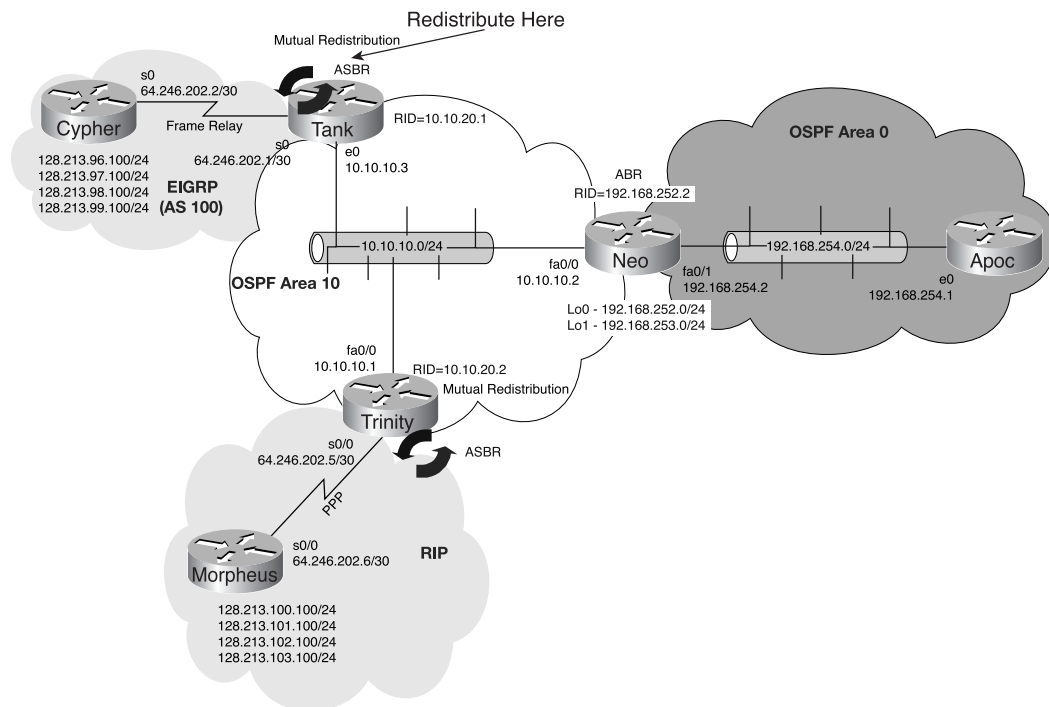 Redistribute Here
Mutual Redistribution
ASBR
s0
64.246.202.2/30
Cypher
Frame Relay
Tank
RID=10.10.20.1
s0
64.246.202.1/30
e0
10.10.10.3
128.213.96.100/24
128.213.97.100/24
128.213.98.100/24
128.213.99.100/24
EIGRP
(AS 100)
OSPF Area 0
ABR
RID=192.168.252.2
10.10.10.0/24
Neo
192.168.254.0/24
Apoc
fa0/0
10.10.10.2
fa0/1
192.168.254.2
e0
192.168.254.1
OSPF Area 10
Lo0 - 192.168.252.0/24
Lo1 - 192.168.253.0/24
fa0/0
10.10.10.1
RID=10.10.20.2
Mutual Redistribution
Trinity
ASBR
s0/0
64.246.202.5/30
PPP
s0/0
64.246.202.6/30
RIP
Morpheus
128.213.100.100/24
128.213.101.100/24
128.213.102.100/24
128.213.103.100/24